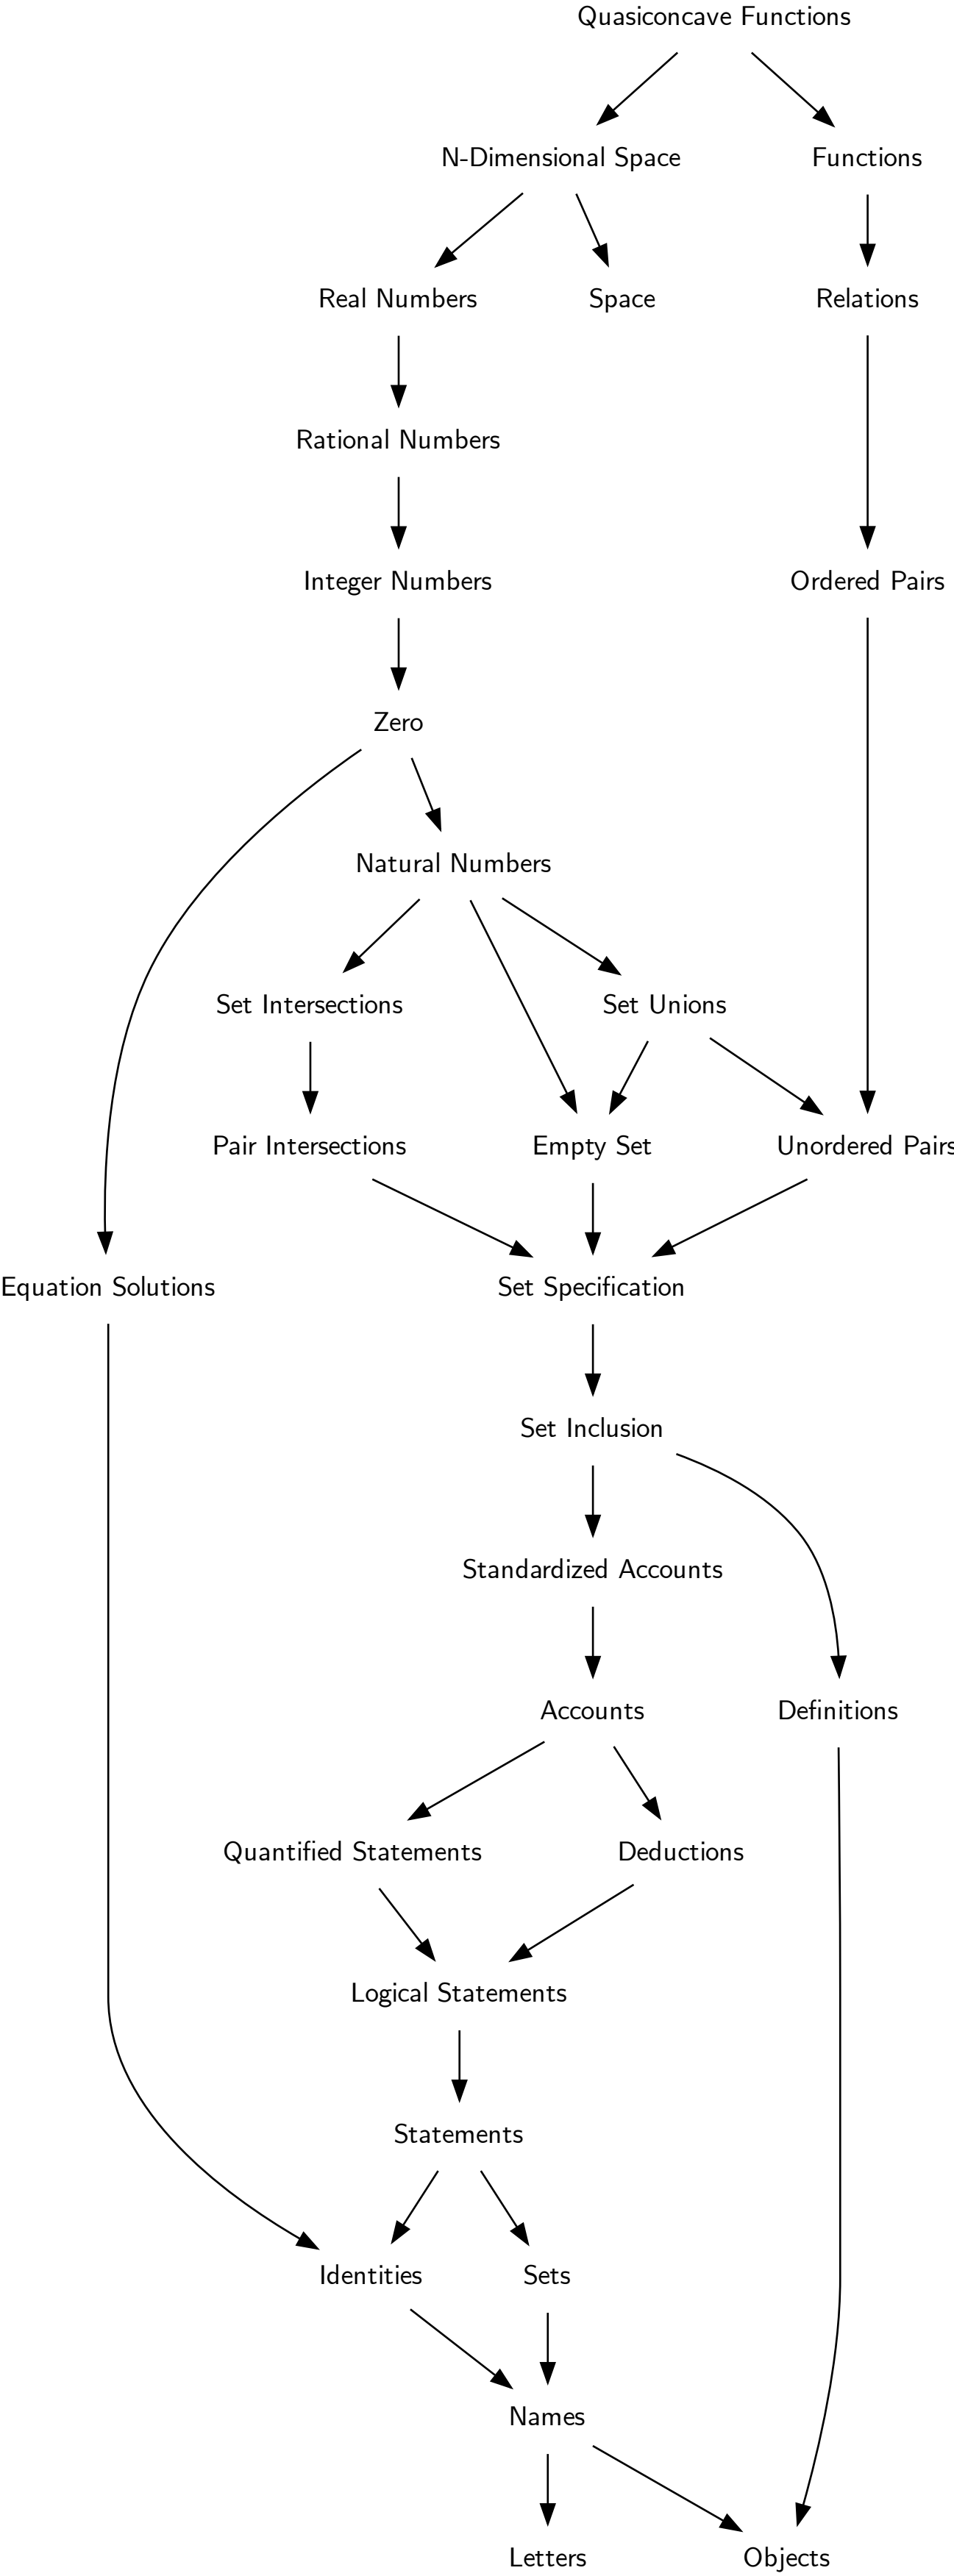 Quasiconcave Functions
N-Dimensional Space
Functions
Real Numbers
Space
Relations
Rational Numbers
Integer Numbers
Ordered Pairs
Zero
Natural Numbers
Set Intersections
Set Unions
Pair Intersections
Empty Set
Unordered Pairs
Equation Solutions
Set Specification
Set Inclusion
Standardized Accounts
Accounts
Definitions
Quantified Statements
Deductions
Logical Statements
Statements
Identities
Sets
Names
Letters
Objects